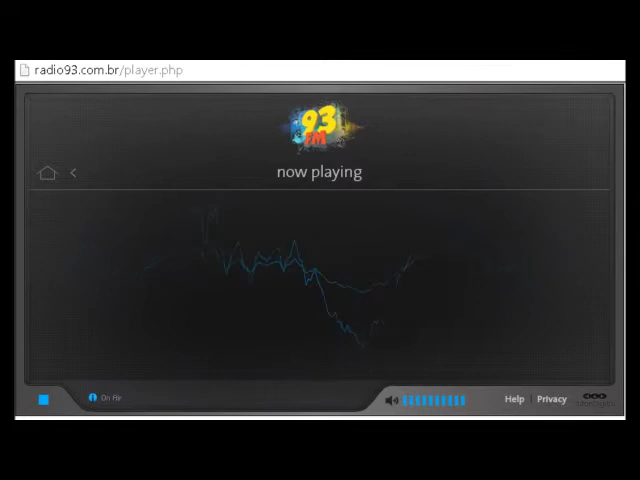 radio93.com.br/player.php
93
FM
now playing
On Air
Help Privacy